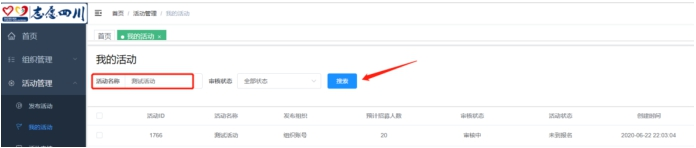 志愿四川
首页 / 活动管理 / 我的活动
首页
首页 我的活动 ×
组织管理
我的活动
活动管理
活动名称 测试活动 审核状态 全部状态 搜索
发布活动
活动ID 活动名称 发布组织 预计招募人数 审核状态 活动状态 创建时间
我的活动
1766 测试活动 组织账号 20 审核中 未到报名 2020-06-22 22:03:04